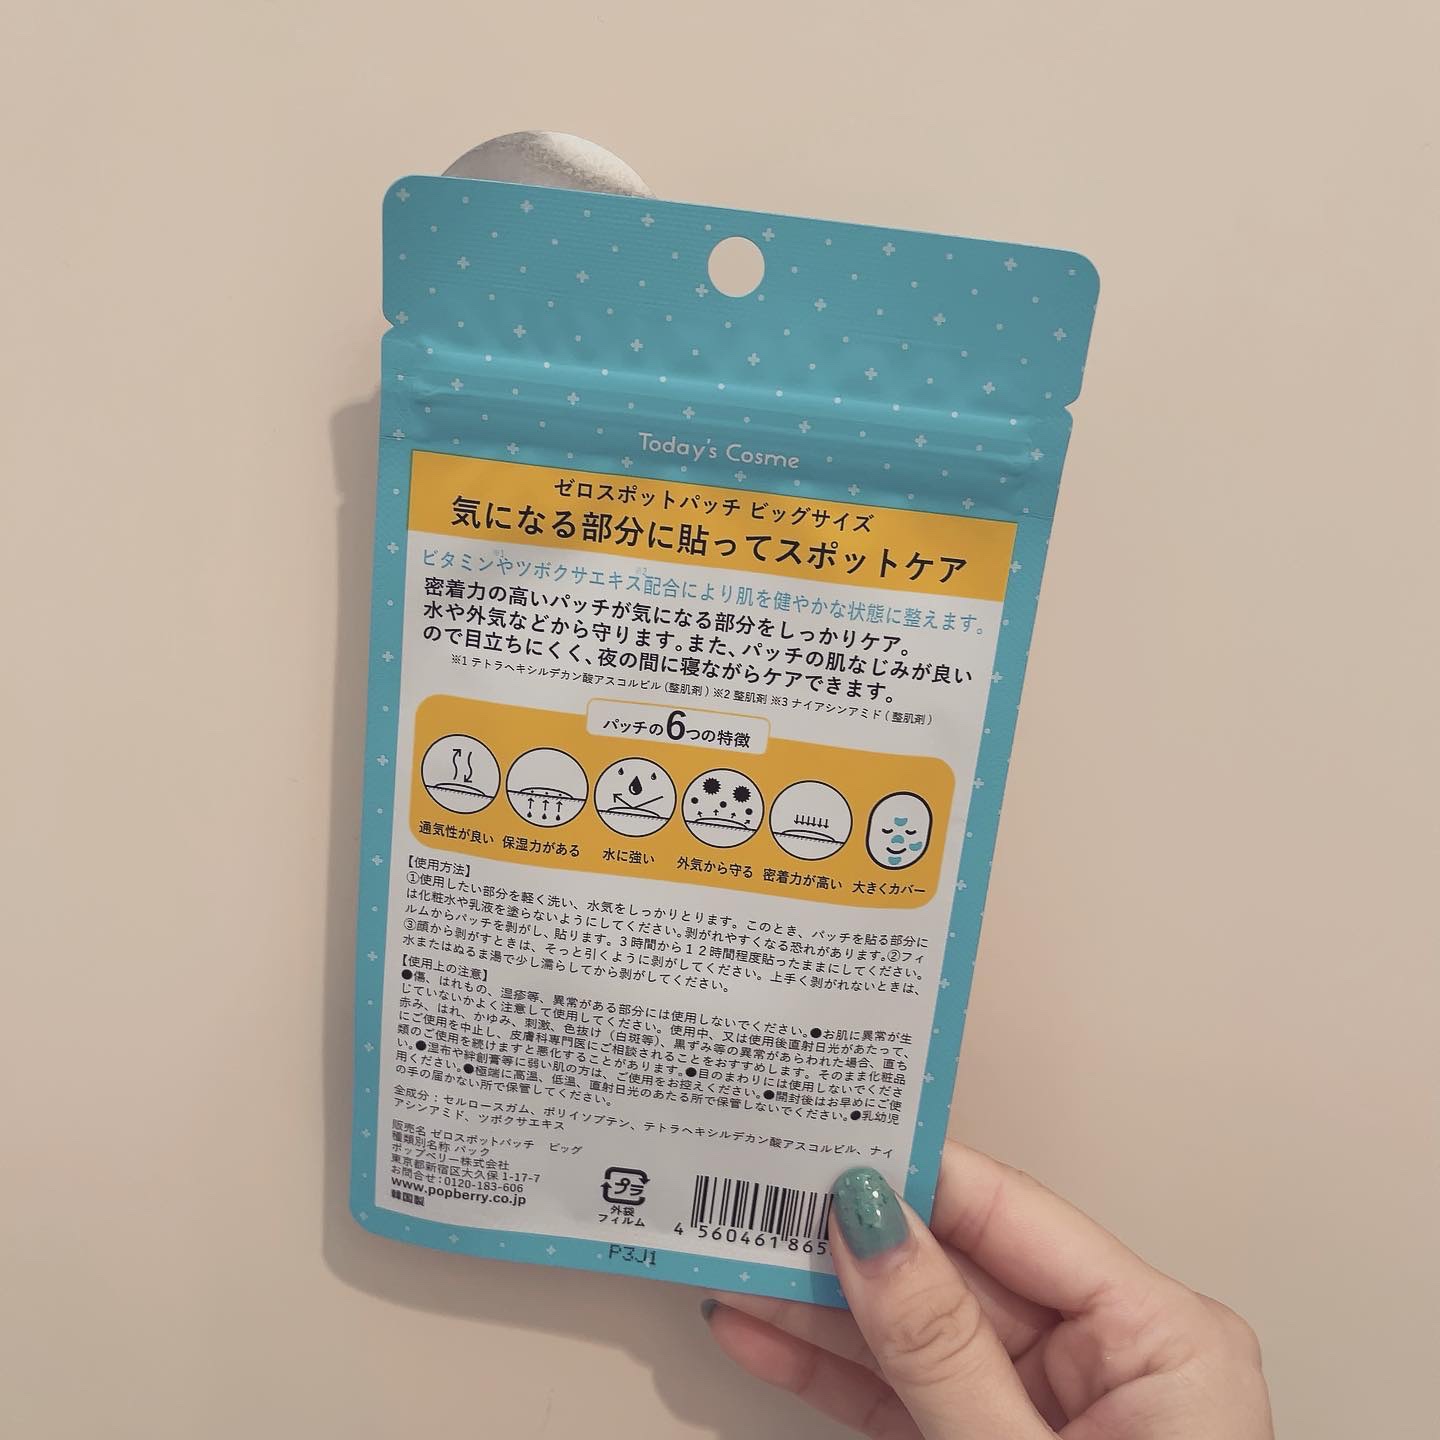 Today's Cosme
ゼロスポットパッチ ビッグサイズ
気になる部分に貼ってスポットケア
ビタミン※1やツボクサエキス※2配合により肌を健やかな状態に整えます。
密着力の高いパッチが気になる部分をしっかりケア。
水や外気などから守ります。また、パッチの肌なじみが良い
ので目立ちにくく、夜の間に寝ながらケアできます。
※1 テトラヘキシルデカン酸アスコルビル (整肌剤) ※2 整肌剤 ※3 ナイアシンアミド (整肌剤)
パッチの6つの特徴
通気性が良い 保湿力がある 水に強い 外気から守る 密着力が高い 大きくカバー
【使用方法】
①使用したい部分を軽く洗い、水気をしっかりとります。このとき、パッチを貼る部分に
は化粧水や乳液を塗らないようにしてください。剥がれやすくなる恐れがあります。②フィ
ルムからパッチを剥がし、貼ります。3時間から12時間程度貼ったままにしてください。
③顔から剥がすときは、そっと引くように剥がしてください。上手く剥がれないときは、
水またはぬるま湯で少し濡らしてから剥がしてください。
【使用上の注意】
●傷、はれもの、湿疹等、異常がある部分には使用しないでください。●お肌に異常が生
じていないかよく注意して使用してください。使用中、又は使用後直射日光があたって、
赤み、はれ、かゆみ、刺激、色抜け（白斑等）、黒ずみ等の異常があらわれた場合、直ち
にご使用を中止し、皮膚科専門医にご相談されることをおすすめします。そのまま化粧品
類のご使用を続けますと悪化することがあります。●目のまわりには使用しないでくださ
い。●湿布や絆創膏等に弱い肌の方は、ご使用をお控えください。●開封後はお早めにご使
用ください。●極端に高温、低温、直射日光のあたる所で保管しないでください。●乳幼児
の手の届かない所で保管してください。
全成分：セルロースガム、ポリイソブテン、テトラヘキシルデカン酸アスコルビル、ナイ
アシンアミド、ツボクサエキス
販売名 ゼロスポットパッチ ビッグ
種類別名称 パック
ポップベリー株式会社
東京都新宿区大久保 1-17-7
お問合せ：0120-183-606
www.popberry.co.jp
韓国製
プラ
外袋
フィルム
4 560461 865
P3J1